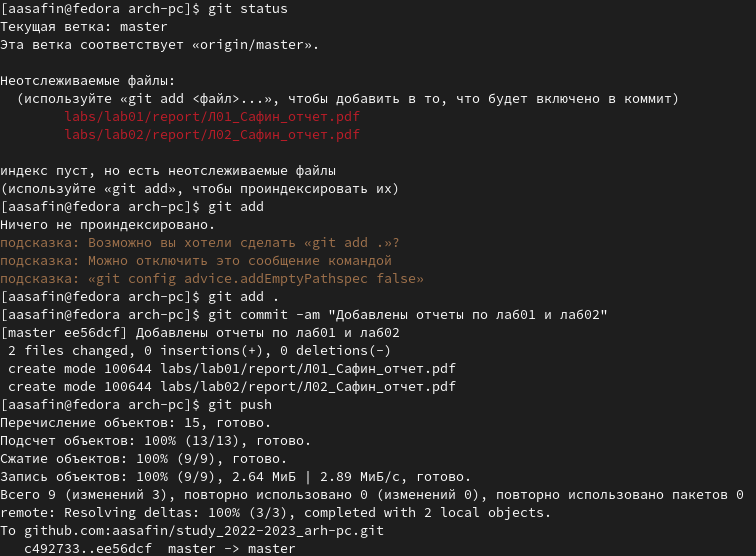 [aasafin@fedora arch-pc]$ git status
Текущая ветка: master
Эта ветка соответствует «origin/master».

Неотслеживаемые файлы:
  (используйте «git add <файл>...», чтобы добавить в то, что будет включено в коммит)
        labs/lab01/report/Л01_Сафин_отчет.pdf
        labs/lab02/report/Л02_Сафин_отчет.pdf

индекс пуст, но есть неотслеживаемые файлы
(используйте «git add», чтобы проиндексировать их)
[aasafin@fedora arch-pc]$ git add
Ничего не проиндексировано.
подсказка: Возможно вы хотели сделать «git add .»?
подсказка: Можно отключить это сообщение командой
подсказка: «git config advice.addEmptyPathspec false»
[aasafin@fedora arch-pc]$ git add .
[aasafin@fedora arch-pc]$ git commit -am "Добавлены отчеты по ла601 и ла602"
[master ee56dcf] Добавлены отчеты по ла601 и ла602
 2 files changed, 0 insertions(+), 0 deletions(-)
 create mode 100644 labs/lab01/report/Л01_Сафин_отчет.pdf
 create mode 100644 labs/lab02/report/Л02_Сафин_отчет.pdf
[aasafin@fedora arch-pc]$ git push
Перечисление объектов: 15, готово.
Подсчет объектов: 100% (13/13), готово.
Сжатие объектов: 100% (9/9), готово.
Запись объектов: 100% (9/9), 2.64 МиБ | 2.89 МиБ/с, готово.
Всего 9 (изменений 3), повторно использовано 0 (изменений 0), повторно использовано пакетов 0
remote: Resolving deltas: 100% (3/3), completed with 2 local objects.
To github.com:aasafin/study_2022-2023_arh-pc.git
   c492733..ee56dcf  master -> master